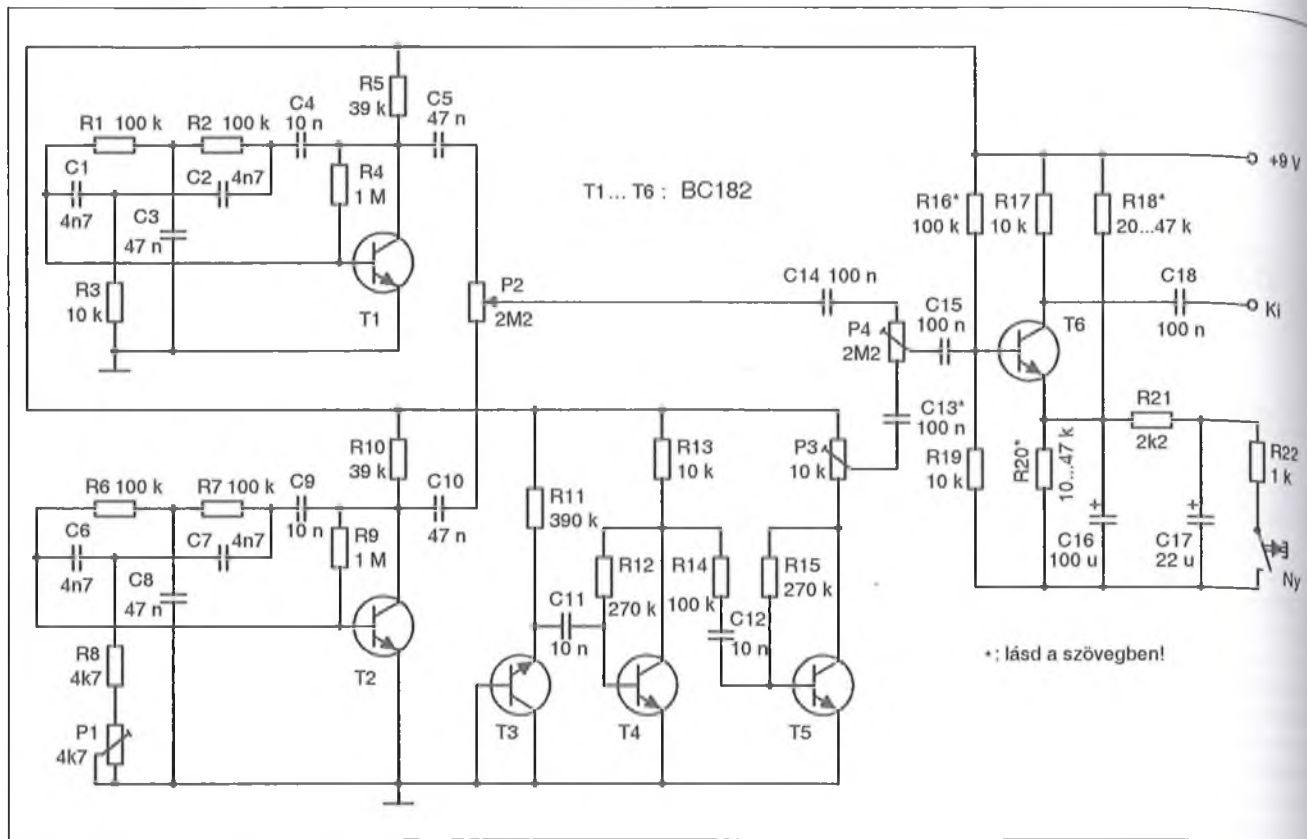 R1 100 k
R2 100 k
C4
10 n
R5
39 k
C5
47 n
C1
4n7
C2
4n7
R4
1 M
C3
47 n
R3
10 k
T1
T1... T6 : BC182
P2
2M2
C14 100 n
P4
2M2
C15
100 n
C13*
100 n
R16*
100 k
R17
10 k
R18*
20...47 k
+9 V
C18
100 n
Ki
T6
R19
10 k
R20*
10...47 k
R21
2k2
R22
1 k
C16
100 u
+
C17
22 u
+
Ny
R6 100 k
R7 100 k
C9
10 n
R10
39 k
C10
47 n
C6
4n7
C7
4n7
R9
1 M
C8
47 n
R8
4k7
P1
4k7
T2
R11
390 k
C11
10 n
R12
270 k
R13
10 k
R14
100 k
C12
10 n
R15
270 k
P3
10 k
T3
T4
T5
*; lásd a szövegben!